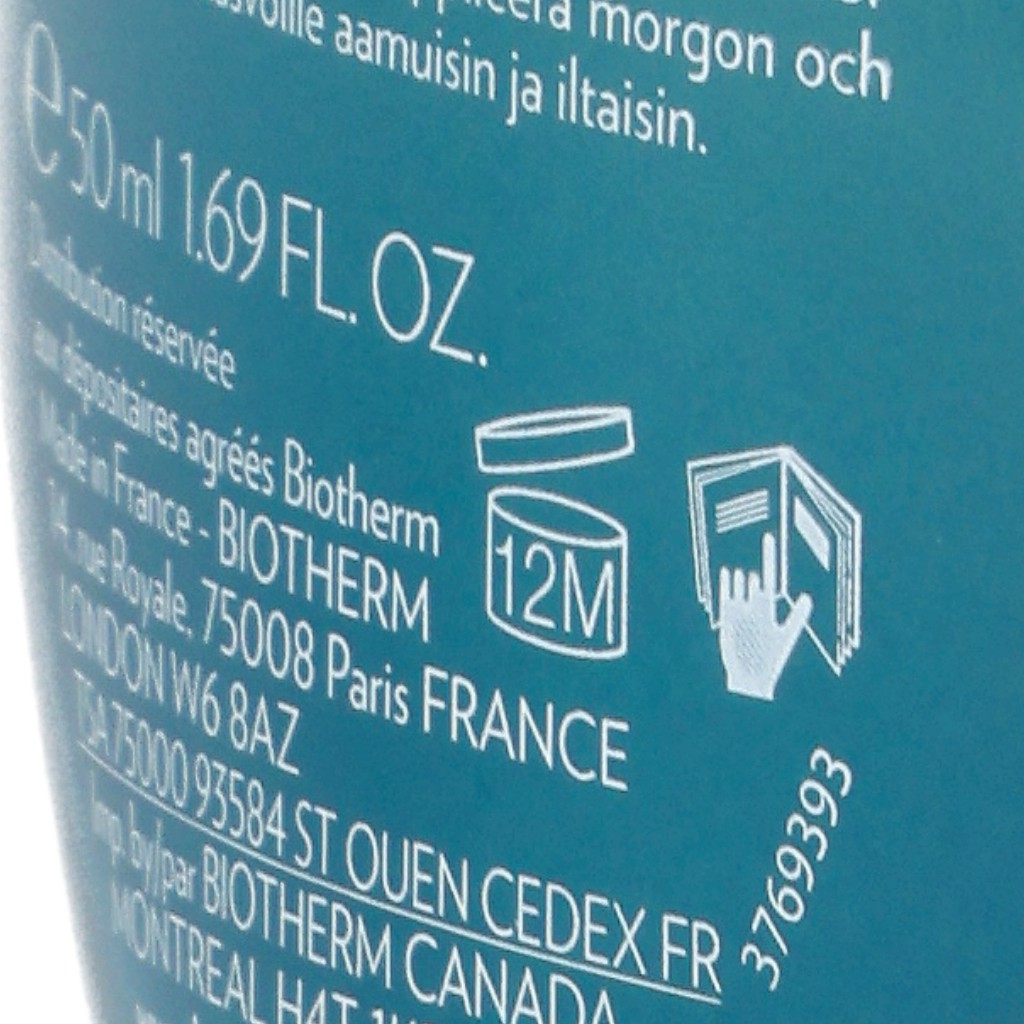 morgon och
aamuisin ja iltaisin.
e 50 ml 1.69 FL. OZ.
Distribution réservée
aux dépositaires agréés Biotherm
Made in France - BIOTHERM
14, rue Royale. 75008 Paris FRANCE
LONDON W6 8AZ
TSA 75000 93584 ST OUEN CEDEX FR
Imp. by/par BIOTHERM CANADA
MONTREAL H4T
12M
3769393